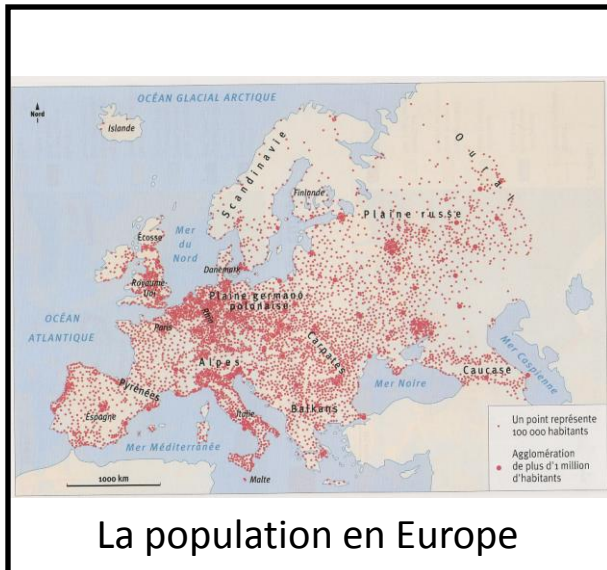 OCÉAN GLACIAL ARCTIQUE
Nord
Islande
Scandinavie
Oural
Finlande
Plaine russe
Écosse
Mer
du
Nord
Danemark
Royaume-
Uni
Plaine germano
polonaise
OCÉAN
ATLANTIQUE
Paris
Rhin
Carpates
Alpes
Mer Caspienne
Caucase
Mer Noire
Pyrénées
Balkans
Espagne
Italie
Mer Méditerranée
Malte
1000 km
Un point représente
100 000 habitants
Agglomération
de plus d'1 million
d'habitants
La population en Europe